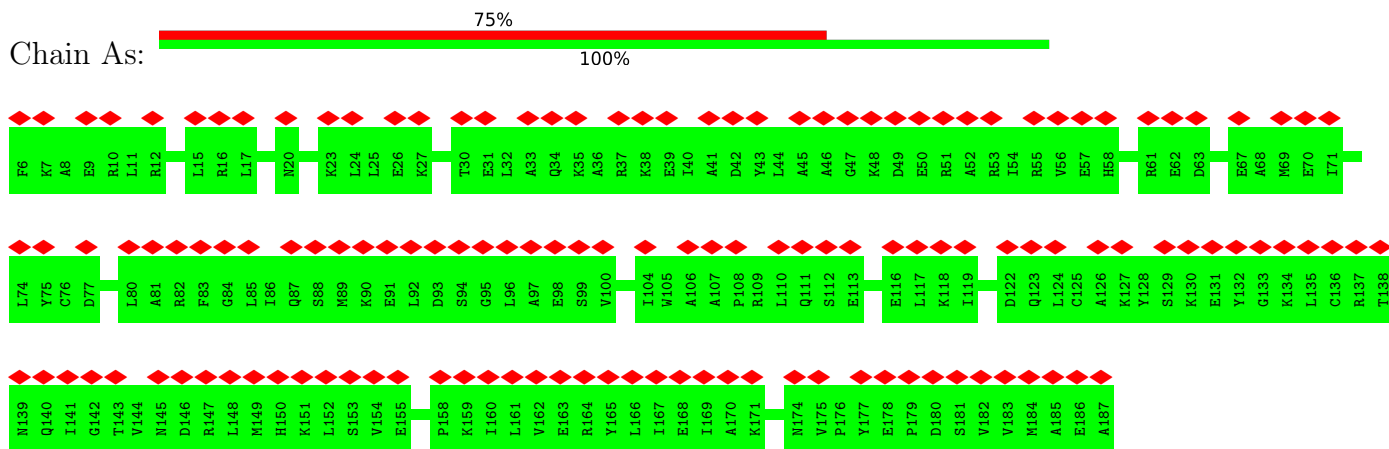 75%
Chain As:
100%
F6 K7 A8 E9 R10 L11 R12 L15 R16 L17 N20 K23 L24 L25 E26 K27 T30 E31 L32 A33 Q34 K35 A36 R37 K38 E39 I40 A41 D42 Y43 L44 A45 A46 G47 K48 D49 E50 R51 A52 R53 I54 R55 V56 E57 H58 R61 E62 D63 E67 A68 M69 E70 I71
L74 Y75 C76 D77 L80 A81 R82 F83 G84 L85 I86 Q87 S88 M89 K90 E91 L92 D93 S94 G95 L96 A97 E98 S99 V100 I104 W105 A106 A107 P108 R109 L110 Q111 S112 E113 E116 L117 K118 I119 D122 Q123 L124 C125 A126 K127 Y128 S129 K130 E131 Y132 G133 K134 L135 C136 R137 T138
N139 Q140 I141 G142 T143 V144 N145 D146 R147 L148 M149 H150 K151 L152 S153 V154 E155 P158 K159 I160 L161 V162 E163 R164 Y165 L166 I167 E168 I169 A170 K171 N174 V175 P176 Y177 E178 P179 D180 S181 V182 V183 M184 A185 E186 A187